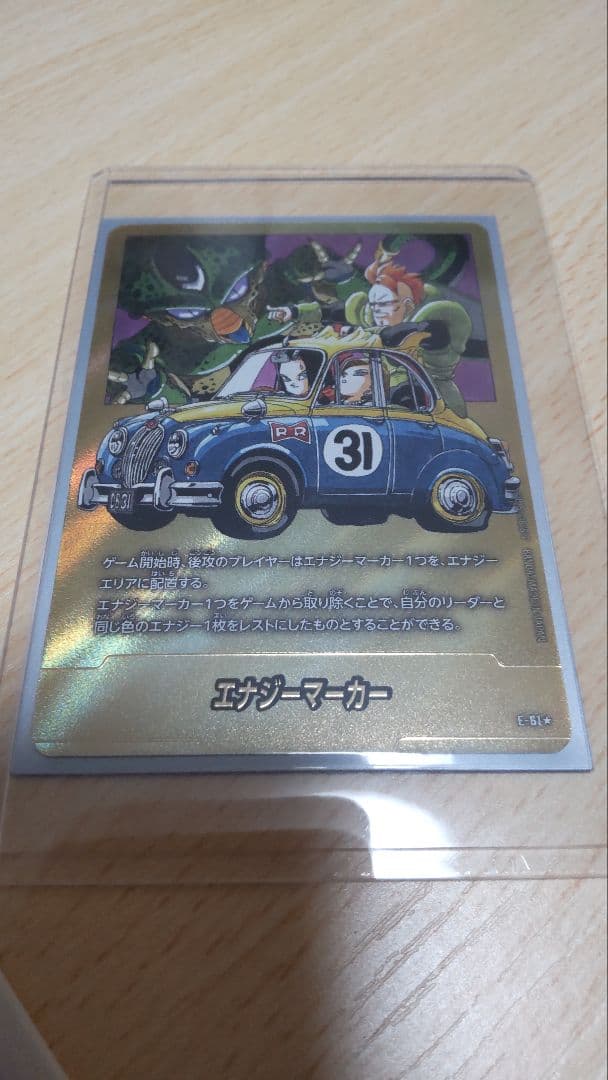 RR
31
ゲーム開始時、後攻のプレイヤーはエナジーマーカー1つを、エナジー
エリアに配置する。
エナジーマーカー1つをゲームから取り除くことで、自分のリーダーと
同じ色のエナジー1枚をレストにしたものとすることができる。
エナジーマーカー